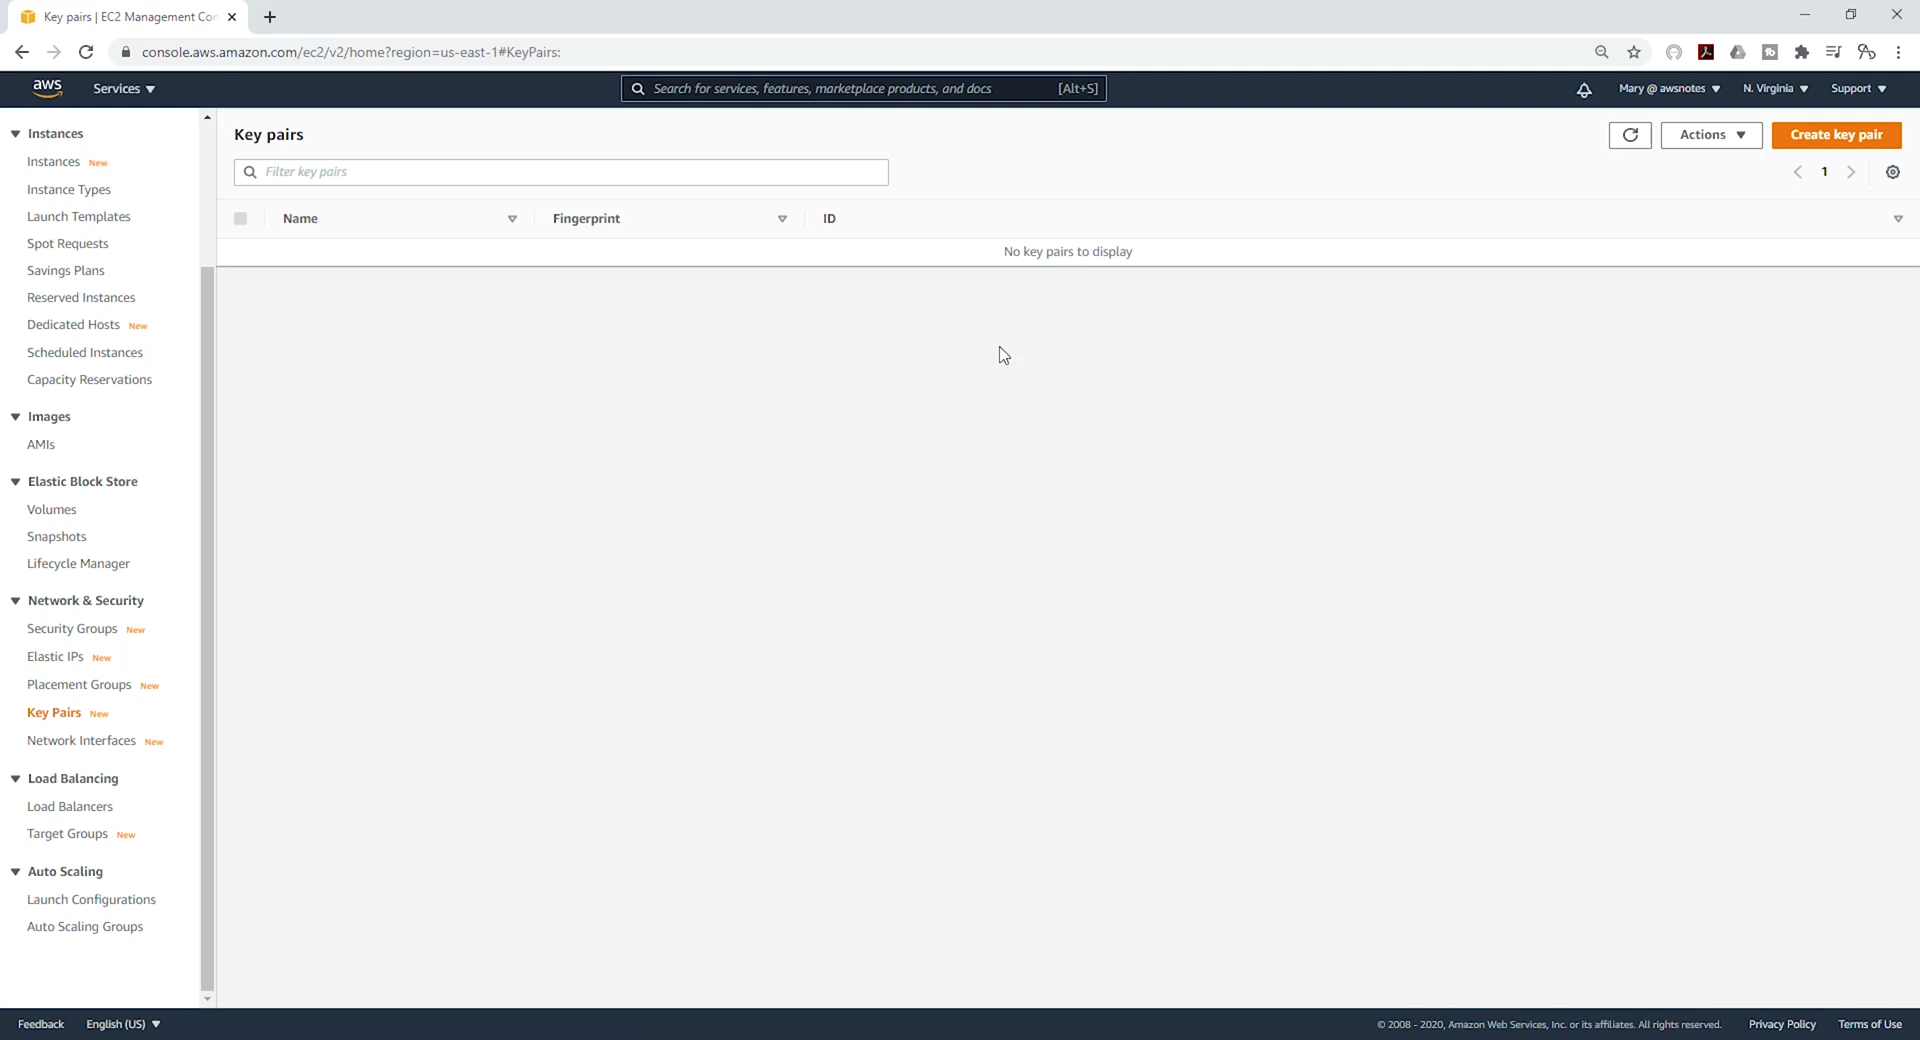 Key pairs | EC2 Management Con
console.aws.amazon.com/ec2/v2/home?region=us-east-1#KeyPairs:
aws Services Search for services, features, marketplace products, and docs [Alt+S] Mary @ awsnotes N. Virginia Support
Instances
Instances New
Instance Types
Launch Templates
Spot Requests
Savings Plans
Reserved Instances
Dedicated Hosts New
Scheduled Instances
Capacity Reservations
Images
AMIs
Elastic Block Store
Volumes
Snapshots
Lifecycle Manager
Network & Security
Security Groups New
Elastic IPs New
Placement Groups New
Key Pairs New
Network Interfaces New
Load Balancing
Load Balancers
Target Groups New
Auto Scaling
Launch Configurations
Auto Scaling Groups
Key pairs Actions Create key pair
Filter key pairs 1
Name Fingerprint ID
No key pairs to display
Feedback English (US) © 2008 - 2020, Amazon Web Services, Inc. or its affiliates. All rights reserved. Privacy Policy Terms of Use